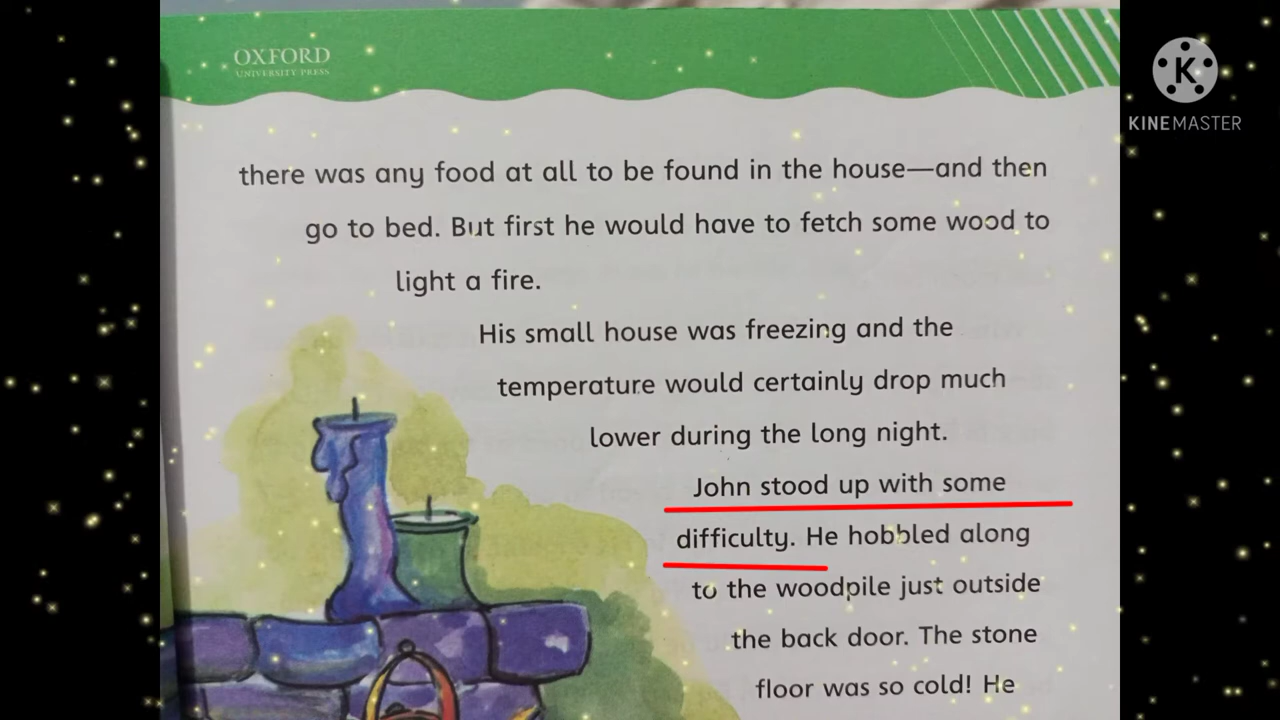 OXFORD
UNIVERSITY PRESS
KINEMASTER
there was any food at all to be found in the house—and then
go to bed. But first he would have to fetch some wood to
light a fire.
His small house was freezing and the
temperature would certainly drop much
lower during the long night.
John stood up with some
difficulty. He hobbled along
to the woodpile just outside
the back door. The stone
floor was so cold! He